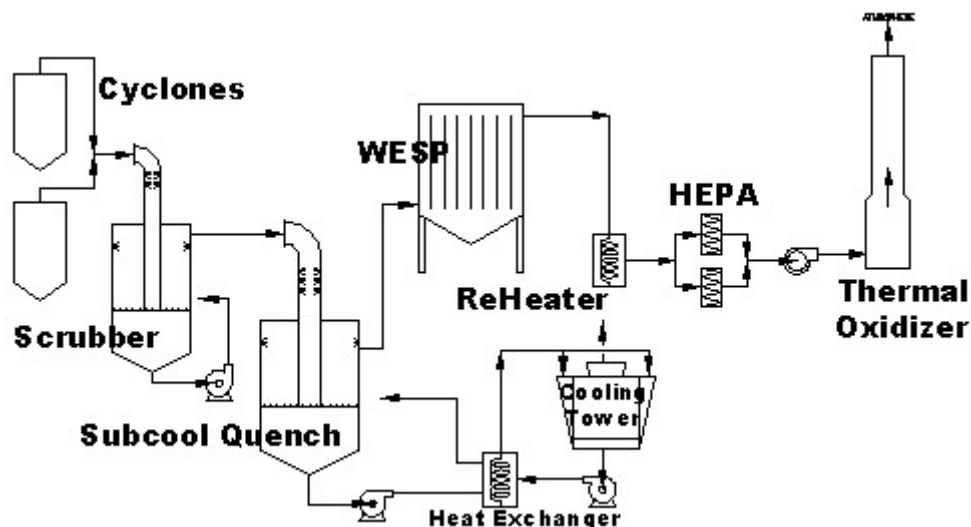 Cyclones
WESP
HEPA
ReHeater
Thermal
Oxidizer
Scrubber
Cooling
Tower
Subcool Quench
Heat Exchanger